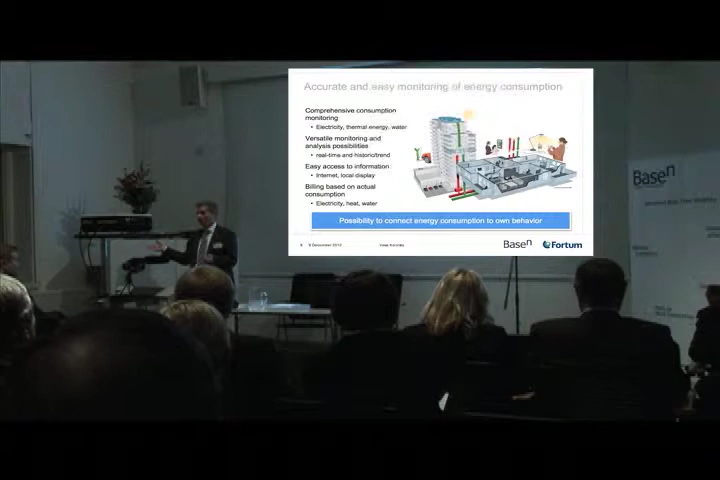 Accurate and easy monitoring of energy consumption
Comprehensive consumption
monitoring
• Electricity, thermal energy, water
Versatile monitoring and
analysis possibilities
• real-time and historic/trend
Easy access to information
• Internet, local display
Billing based on actual
consumption
• Electricity, heat, water
Possibility to connect energy consumption to own behavior
Basen
Fortum
Basen